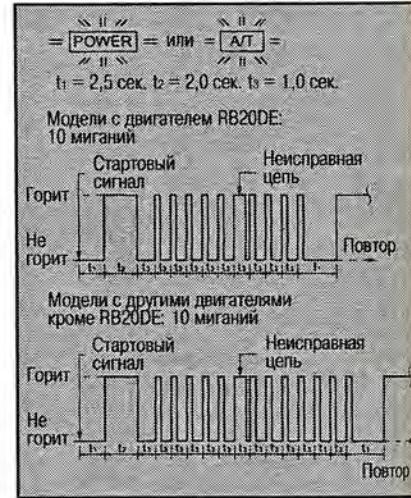 = POWER = или = A/T =
t₁ = 2,5 сек. t₂ = 2,0 сек. t₃ = 1,0 сек.
Модели с двигателем RB20DE:
10 миганий
Стартовый сигнал
Неисправная цепь
Горит
Не горит
Повтор
Модели с другими двигателями
кроме RB20DE: 10 миганий
Стартовый сигнал
Неисправная цепь
Горит
Не горит
Повтор